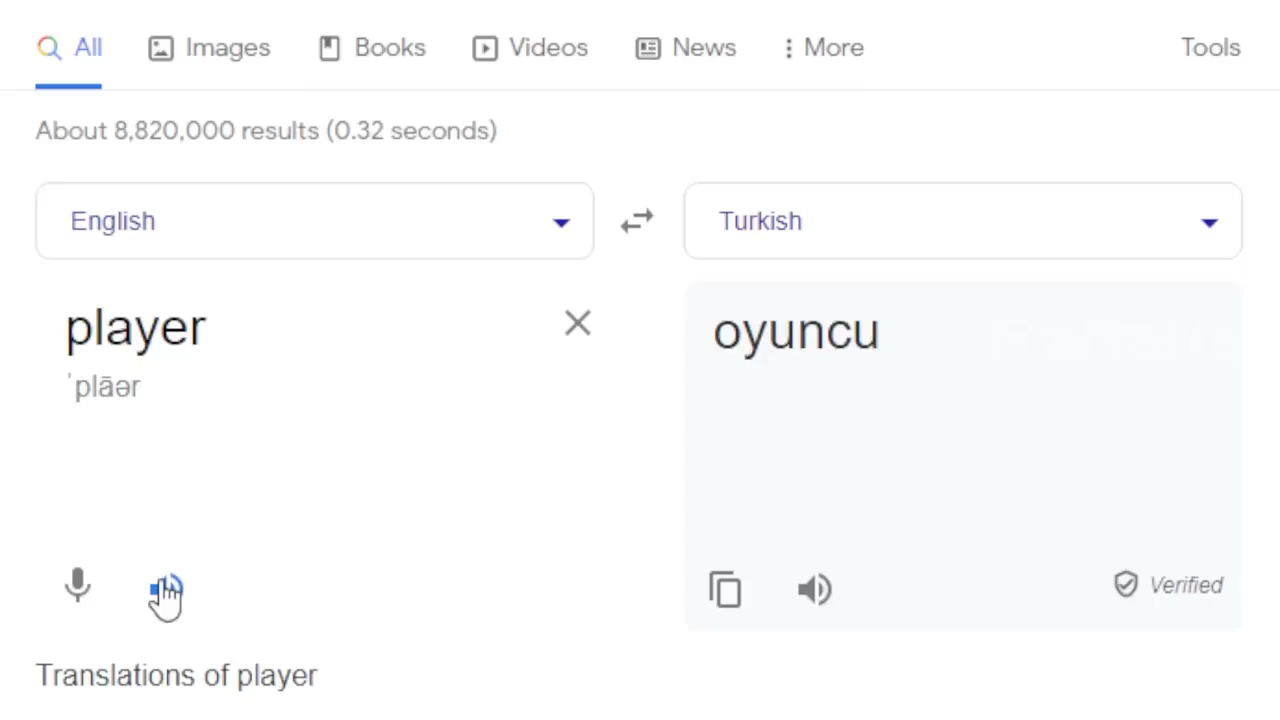 All Images Books Videos News More Tools
About 8,820,000 results (0.32 seconds)
English Turkish
player oyuncu
ˈplāər
Verified
Translations of player